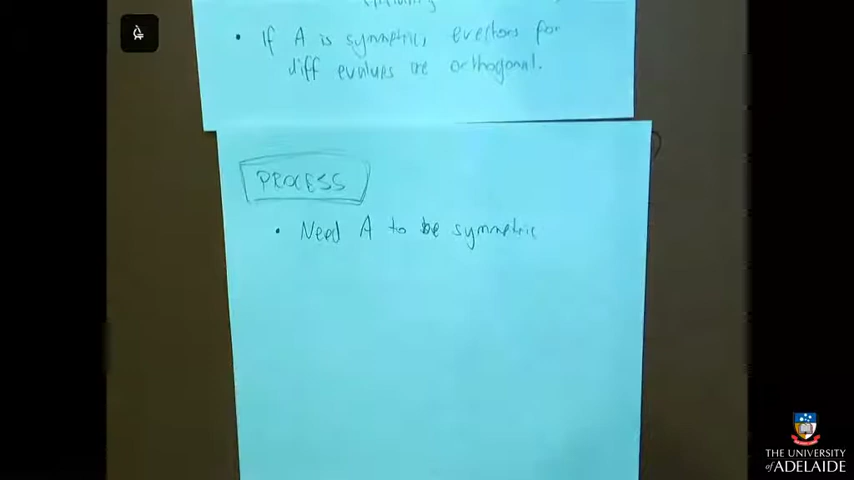 • If A is symmetric, evectors for
diff evalues are orthogonal.
PROCESS
• Need A to be symmetric
THE UNIVERSITY
of ADELAIDE